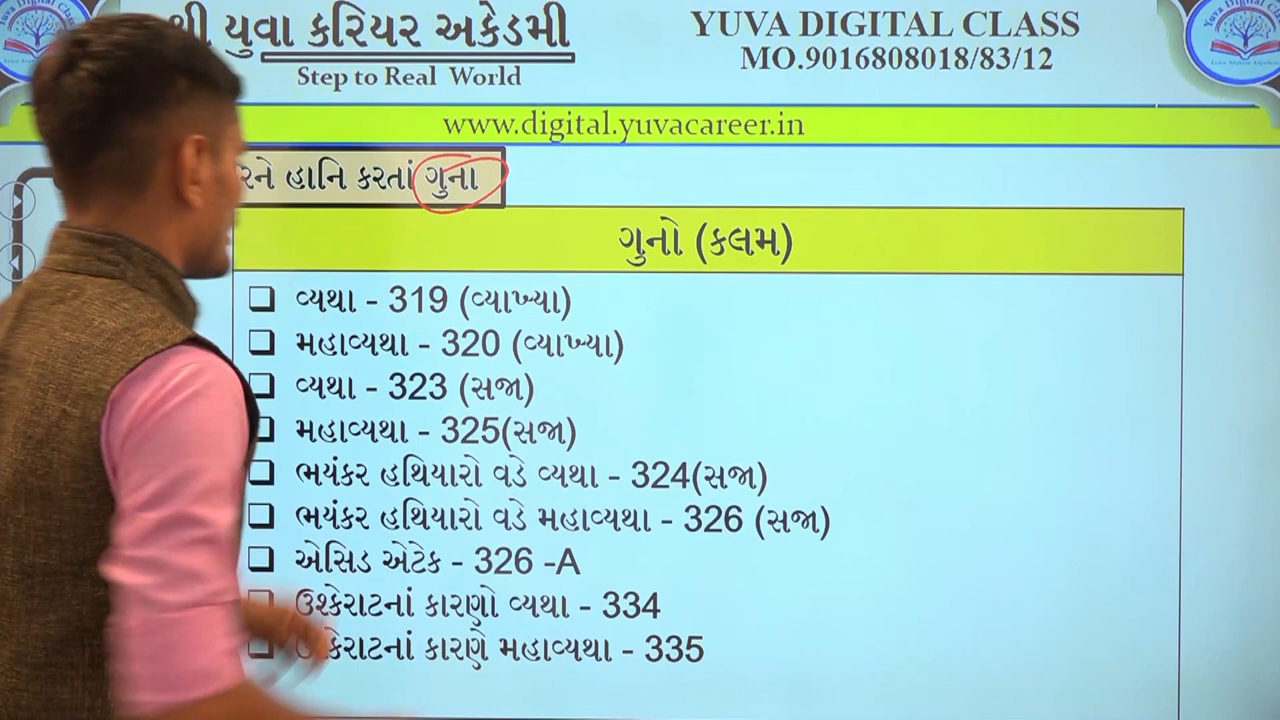 શ્રી યુવા કરિયર અકેડમી
Step to Real World
YUVA DIGITAL CLASS
MO.9016808018/83/12
www.digital.yuvacareer.in
હાનિ કરતાં ગુના
ગુનો (કલમ)
❑ વ્યથા - 319 (વ્યાખ્યા)
❑ મહાવ્યથા - 320 (વ્યાખ્યા)
❑ વ્યથા - 323 (સજા)
❑ મહાવ્યથા - 325(સજા)
❑ ભયંકર હથિયારો વડે વ્યથા - 324(સજા)
❑ ભયંકર હથિયારો વડે મહાવ્યથા - 326 (સજા)
❑ એસિડ એટેક - 326 -A
❑ ઉશ્કેરાટનાં કારણો વ્યથા - 334
❑ કારણે મહાવ્યથા - 335